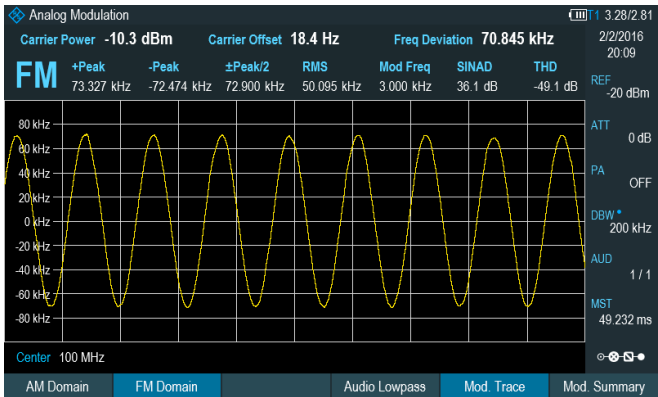 Analog Modulation T1 3.28/2.81
Carrier Power -10.3 dBm Carrier Offset 18.4 Hz Freq Deviation 70.845 kHz 2/2/2016
20:09
FM +Peak -Peak ±Peak/2 RMS Mod Freq SINAD THD
73.327 kHz -72.474 kHz 72.900 kHz 50.095 kHz 3.000 kHz 36.1 dB -49.1 dB
REF
-20 dBm
80 kHz
60 kHz
40 kHz
20 kHz
0 kHz
-20 kHz
-40 kHz
-60 kHz
-80 kHz
ATT
0 dB
PA
OFF
DBW
200 kHz
AUD
1 / 1
MST
49.232 ms
Center 100 MHz
AM Domain FM Domain Audio Lowpass Mod. Trace Mod. Summary